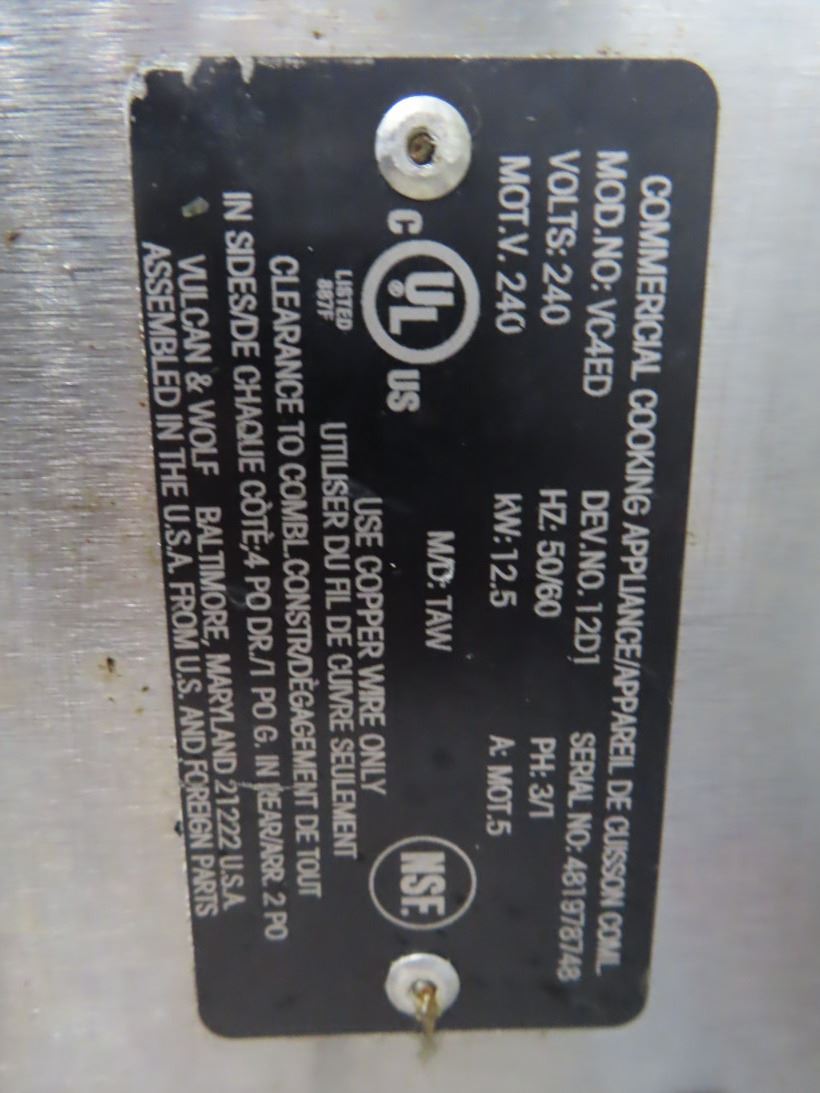 COMMERICIAL COOKING APPLIANCE/APPAREIL DE CUISSON COML.
MOD.NO: VC4ED DEV.NO. 12D1 SERIAL NO: 481978748
VOLTS: 240 HZ: 50/60 PH: 3/1
MOT.V. 240 KW: 12.5 A: MOT.5
M/D: TAW
C UL ® US
LISTED
887F
NSF.
USE COPPER WIRE ONLY
UTILISER DU FIL DE CUIVRE SEULEMENT
CLEARANCE TO COMBL.CONSTR/DÈGAGEMENT DE TOUT
IN SIDES/DE CHAQUE CÒTÈ;4 PO DR./1 PO G. IN REAR/ARR. 2 PO
VULCAN & WOLF BALTIMORE, MARYLAND 21222 U.S.A.
ASSEMBLED IN THE U.S.A. FROM U.S. AND FOREIGN PARTS